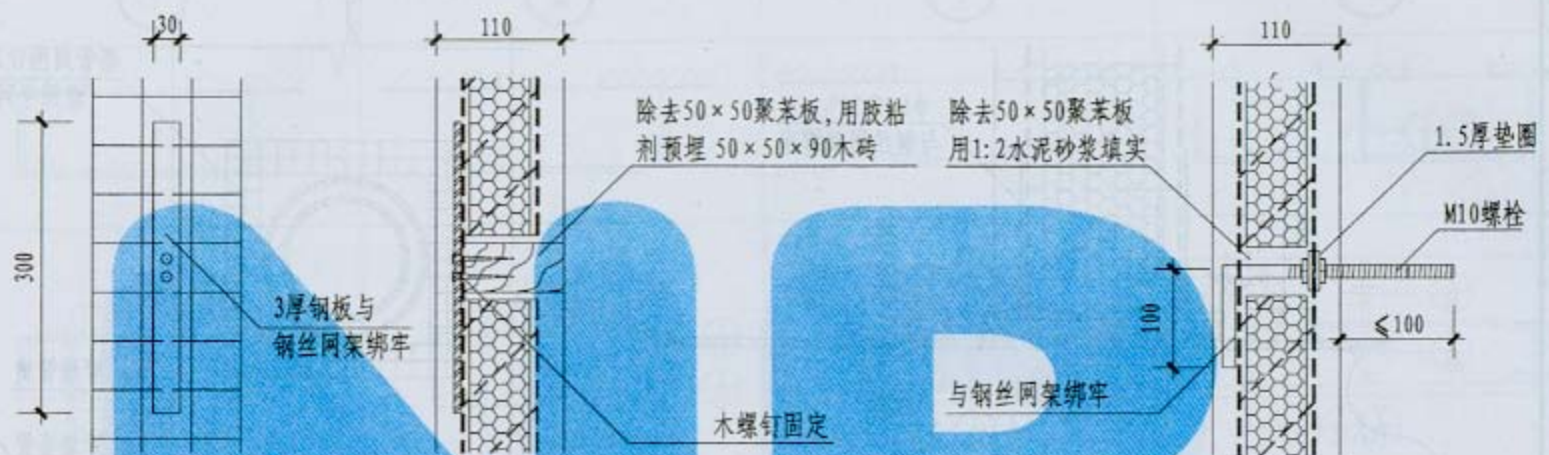 30
110
110
除去50×50聚苯板,用胶粘
剂预埋 50×50×90木砖
除去50×50聚苯板
用1:2水泥砂浆填实
1.5厚垫圈
M10螺栓
300
3厚钢板与
钢丝网架绑牢
100
≤100
与钢丝网架绑牢
木螺钉固定